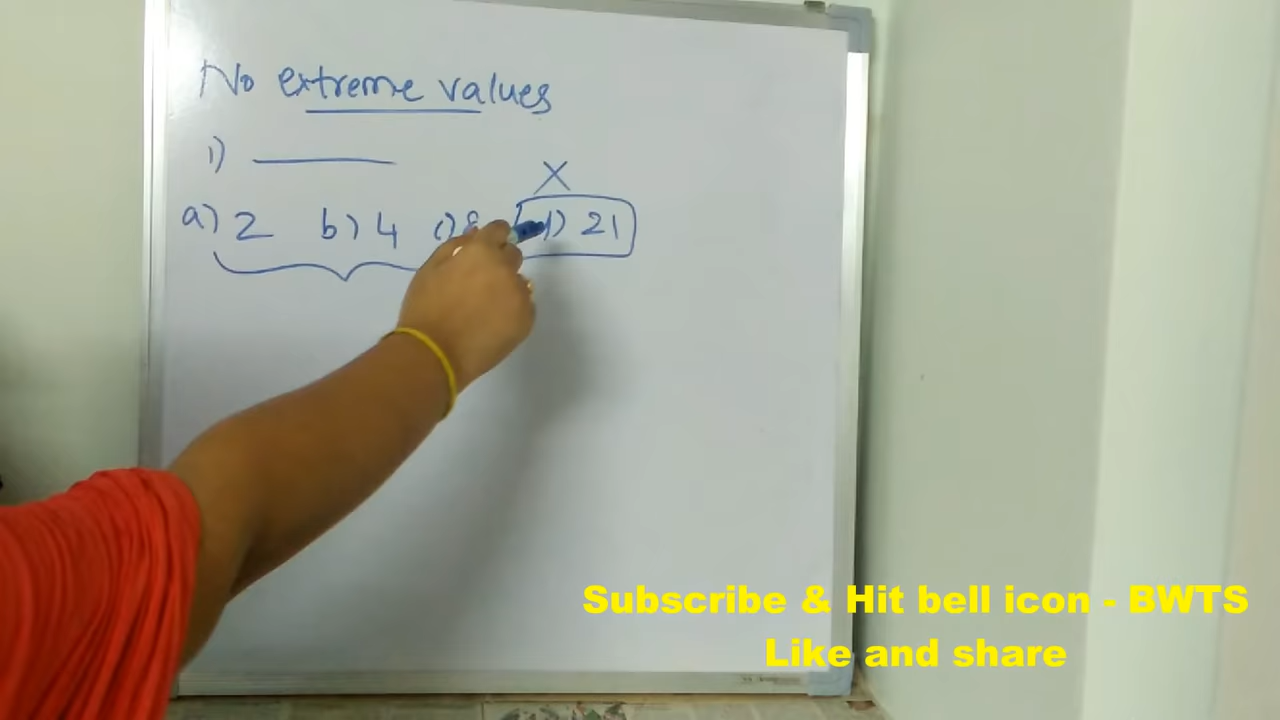 No extreme values
1)
X
a) 2 b) 4 c) 8 d) 21
Subscribe & Hit bell icon - BWTS
Like and share